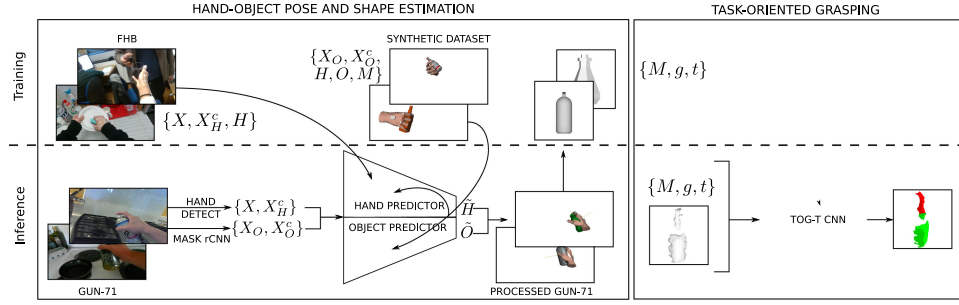 HAND-OBJECT POSE AND SHAPE ESTIMATION
TASK-ORIENTED GRASPING
Training
FHB
{X, X_H^c, H}
SYNTHETIC DATASET
{X_O, X_O^c,
H, O, M}
{M, g, t}
Inference
HAND
DETECT
MASK rCNN
{X, X_H^c}
{X_O, X_O^c}
GUN-71
HAND PREDICTOR
OBJECT PREDICTOR
H̃
Õ
PROCESSED GUN-71
{M, g, t}
TOG-T CNN